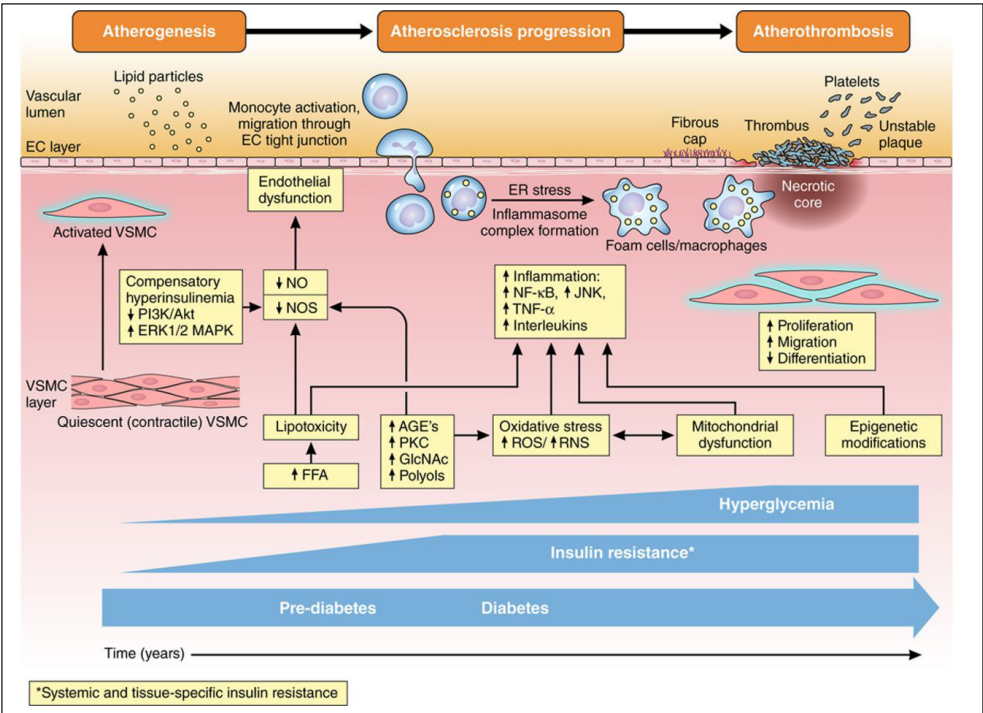 Atherogenesis
Atherosclerosis progression
Atherothrombosis
Lipid particles
Vascular
lumen
EC layer
Monocyte activation,
migration through
EC tight junction
Fibrous
cap
Platelets
Thrombus
Unstable
plaque
Endothelial
dysfunction
ER stress
Inflammasome
complex formation
Foam cells/macrophages
Necrotic
core
Activated VSMC
Compensatory
hyperinsulinemia
↓ PI3K/Akt
↑ ERK1/2 MAPK
↓ NO
↓ NOS
↑ Inflammation:
↑ NF-κB, ↑ JNK,
↑ TNF-α
↑ Interleukins
↑ Proliferation
↑ Migration
↓ Differentiation
VSMC
layer
Quiescent (contractile) VSMC
Lipotoxicity
↑ FFA
↑ AGE's
↑ PKC
↑ GlcNAc
↑ Polyols
Oxidative stress
↑ ROS/ ↑ RNS
Mitochondrial
dysfunction
Epigenetic
modifications
Hyperglycemia
Insulin resistance*
Pre-diabetes
Diabetes
Time (years)
*Systemic and tissue-specific insulin resistance